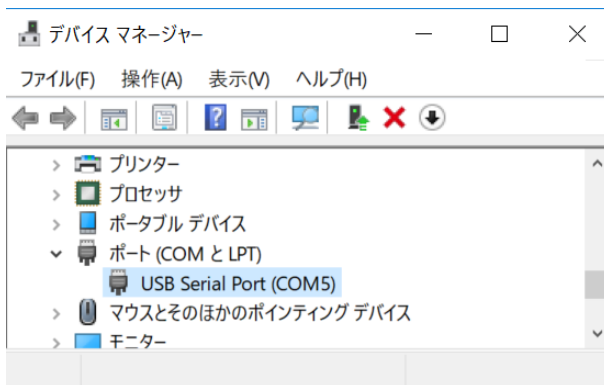 デバイス マネージャー
ファイル(F) 操作(A) 表示(V) ヘルプ(H)
プリンター
プロセッサ
ポータブル デバイス
ポート (COM と LPT)
USB Serial Port (COM5)
マウスとそのほかのポインティング デバイス
モニター